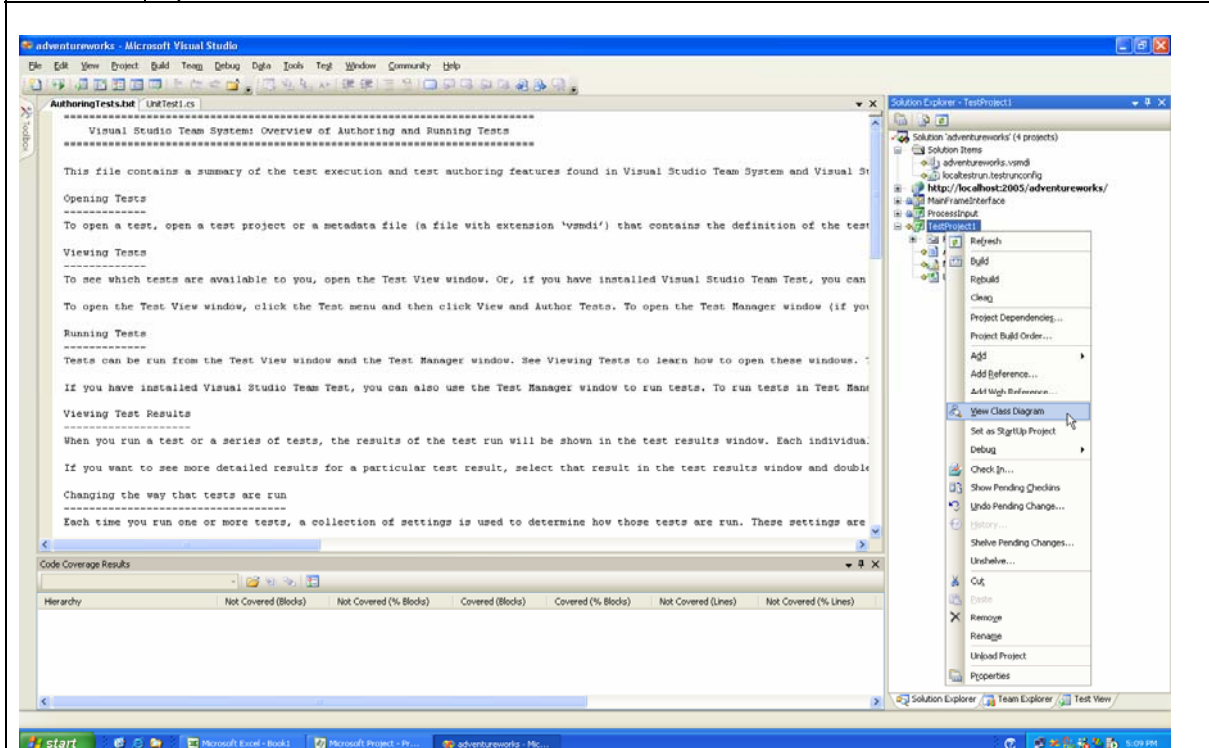 adventureworks - Microsoft Visual Studio
File Edit View Project Build Team Debug Data Tools Test Window Community Help
Toolbox
AuthoringTests.txt UnitTest1.cs
Visual Studio Team System: Overview of Authoring and Running Tests
This file contains a summary of the test execution and test authoring features found in Visual Studio Team System and Visual St
Opening Tests
To open a test, open a test project or a metadata file (a file with extension 'vsmdi') that contains the definition of the test
Viewing Tests
To see which tests are available to you, open the Test View window. Or, if you have installed Visual Studio Team Test, you can
To open the Test View window, click the Test menu and then click View and Author Tests. To open the Test Manager window (if you
Running Tests
Tests can be run from the Test View window and the Test Manager window. See Viewing Tests to learn how to open these windows.
If you have installed Visual Studio Team Test, you can also use the Test Manager window to run tests. To run tests in Test Mana
Viewing Test Results
When you run a test or a series of tests, the results of the test run will be shown in the test results window. Each individual
If you want to see more detailed results for a particular test result, select that result in the test results window and double
Changing the way that tests are run
Each time you run one or more tests, a collection of settings is used to determine how those tests are run. These settings are
Code Coverage Results
Hierarchy Not Covered (Blocks) Not Covered (% Blocks) Covered (Blocks) Covered (% Blocks) Not Covered (Lines) Not Covered (% Lines)
Solution Explorer - TestProject1
Solution 'adventureworks' (4 projects)
Solution Items
adventureworks.vsmdi
localtestrun.testrunconfig
http://localhost:2005/adventureworks/
MainFrameInterface
ProcessInput
TestProject1
Refresh
Build
Rebuild
Clean
Project Dependencies...
Project Build Order...
Add
Add Reference...
Add Web Reference...
View Class Diagram
Set as StartUp Project
Debug
Check In...
Show Pending Checkins
Undo Pending Change...
History...
Shelve Pending Changes...
Unshelve...
Cut
Paste
Remove
Rename
Unload Project
Properties
Solution Explorer Team Explorer Test View
start Microsoft Excel - Book1 Microsoft Project - Pr... adventureworks - Mic... 5:09 PM